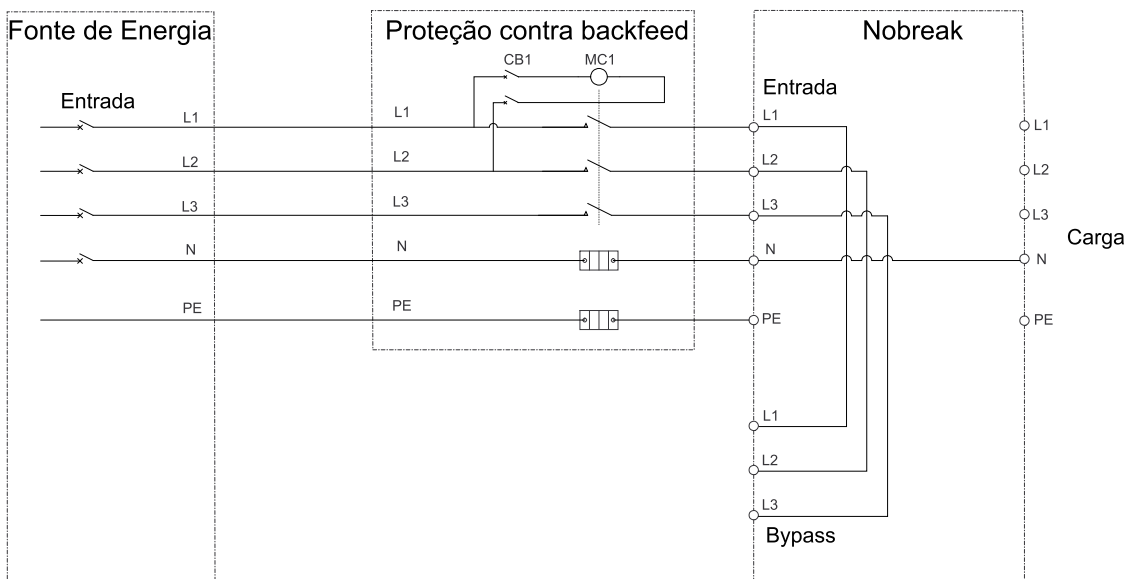 Fonte de Energia
Proteção contra backfeed
Nobreak
CB1
MC1
Entrada
Entrada
L1
L1
L1
L1
L2
L2
L2
L2
L3
L3
L3
L3
Carga
N
N
N
N
PE
PE
PE
PE
L1
L2
L3
Bypass